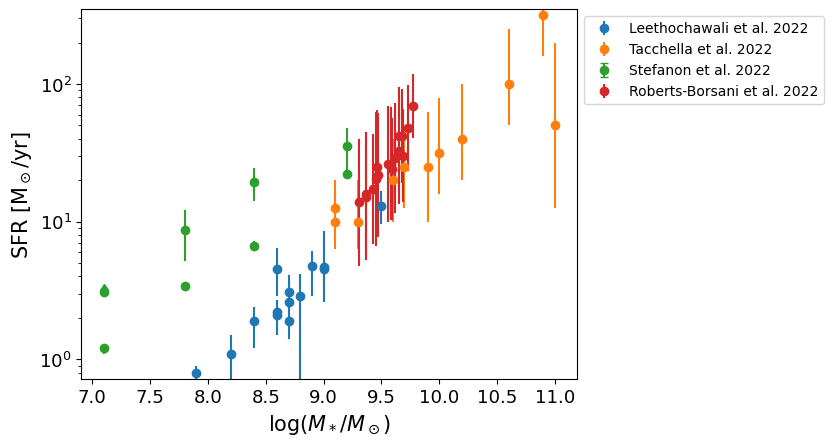 Leethochawali et al. 2022
Tacchella et al. 2022
Stefanon et al. 2022
Roberts-Borsani et al. 2022
SFR [M⊙/yr]
10²
10¹
10⁰
7.0 7.5 8.0 8.5 9.0 9.5 10.0 10.5 11.0
log(M*/M⊙)